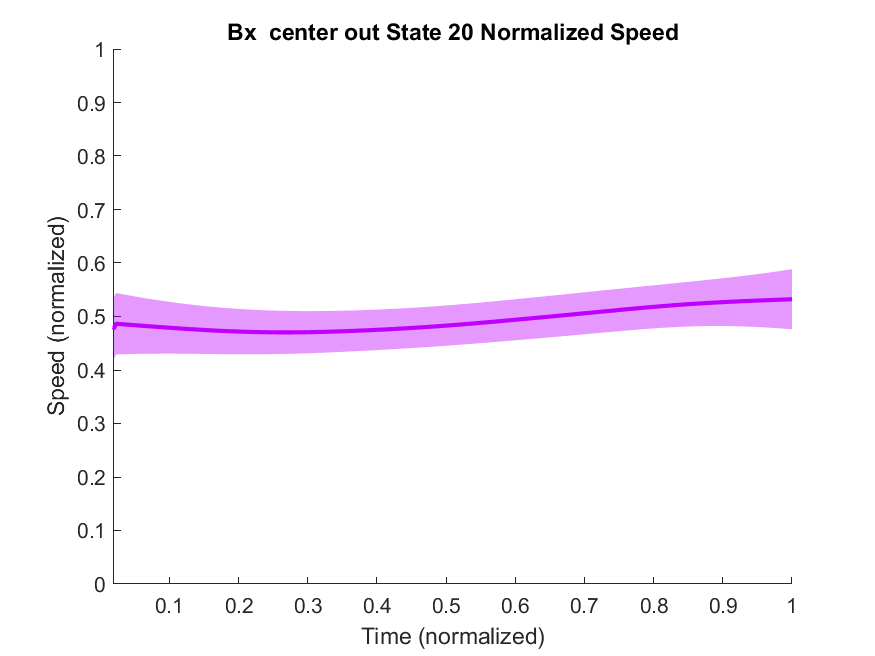 Bx  center out State 20 Normalized Speed
1
0.9
0.8
0.7
0.6
0.5
0.4
0.3
0.2
0.1
0
Speed (normalized)
0.1 0.2 0.3 0.4 0.5 0.6 0.7 0.8 0.9 1
Time (normalized)